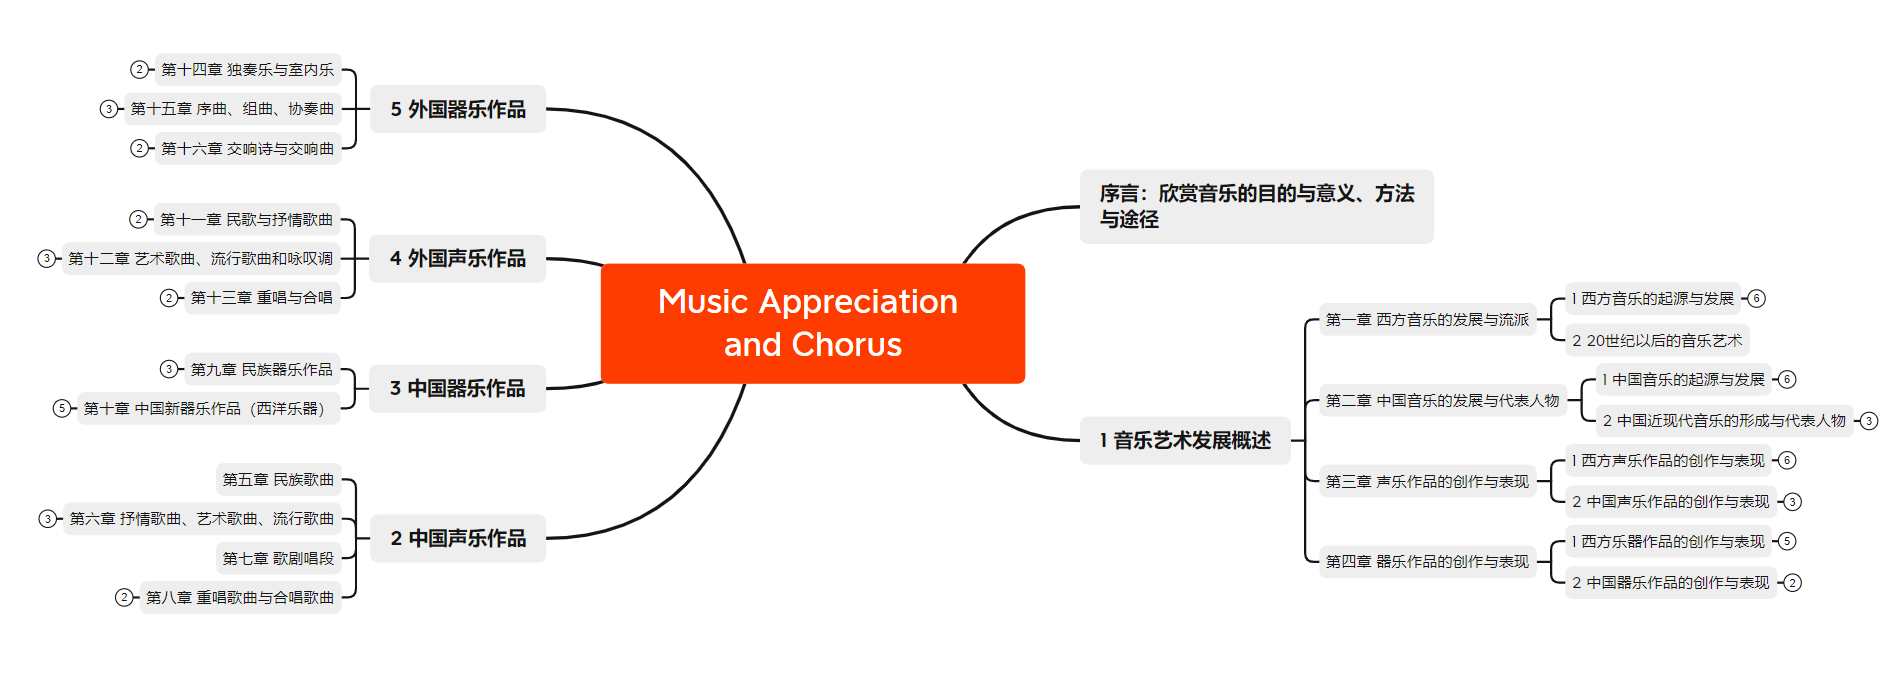 Music Appreciation
and Chorus
序言：欣赏音乐的目的与意义、方法
与途径
1 音乐艺术发展概述
第一章 西方音乐的发展与流派
1 西方音乐的起源与发展
6
2 20世纪以后的音乐艺术
第二章 中国音乐的发展与代表人物
1 中国音乐的起源与发展
6
2 中国近现代音乐的形成与代表人物
3
第三章 声乐作品的创作与表现
1 西方声乐作品的创作与表现
6
2 中国声乐作品的创作与表现
3
第四章 器乐作品的创作与表现
1 西方乐器作品的创作与表现
5
2 中国器乐作品的创作与表现
2
2 中国声乐作品
第五章 民族歌曲
第六章 抒情歌曲、艺术歌曲、流行歌曲
3
第七章 歌剧唱段
第八章 重唱歌曲与合唱歌曲
2
3 中国器乐作品
第九章 民族器乐作品
3
第十章 中国新器乐作品（西洋乐器）
5
4 外国声乐作品
第十一章 民歌与抒情歌曲
2
第十二章 艺术歌曲、流行歌曲和咏叹调
3
第十三章 重唱与合唱
2
5 外国器乐作品
第十四章 独奏乐与室内乐
2
第十五章 序曲、组曲、协奏曲
3
第十六章 交响诗与交响曲
2